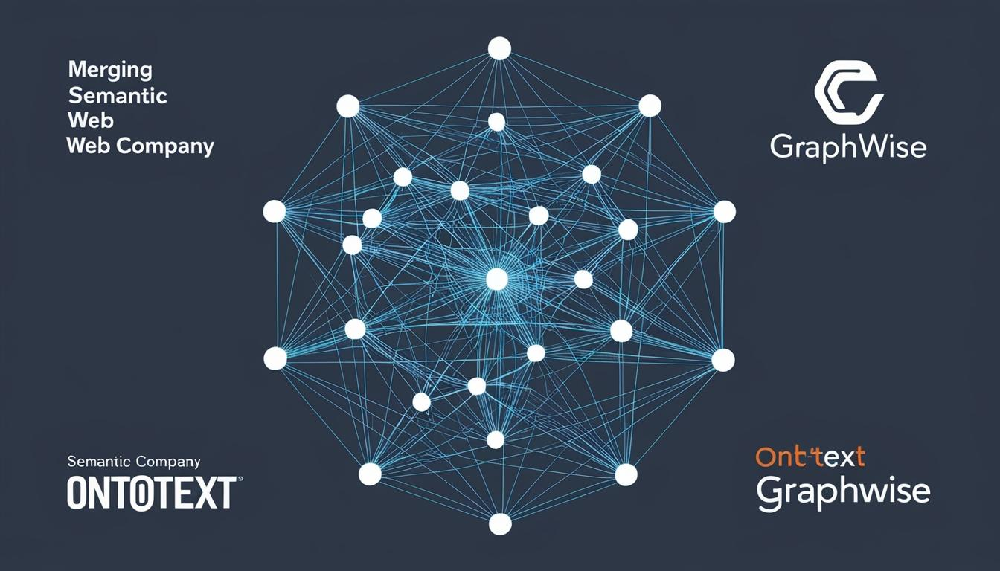 Merging
Semantic
Web
Web Company
GraphWise
Semantic Company
ONTOTEXT
Ont-text
Graphwise